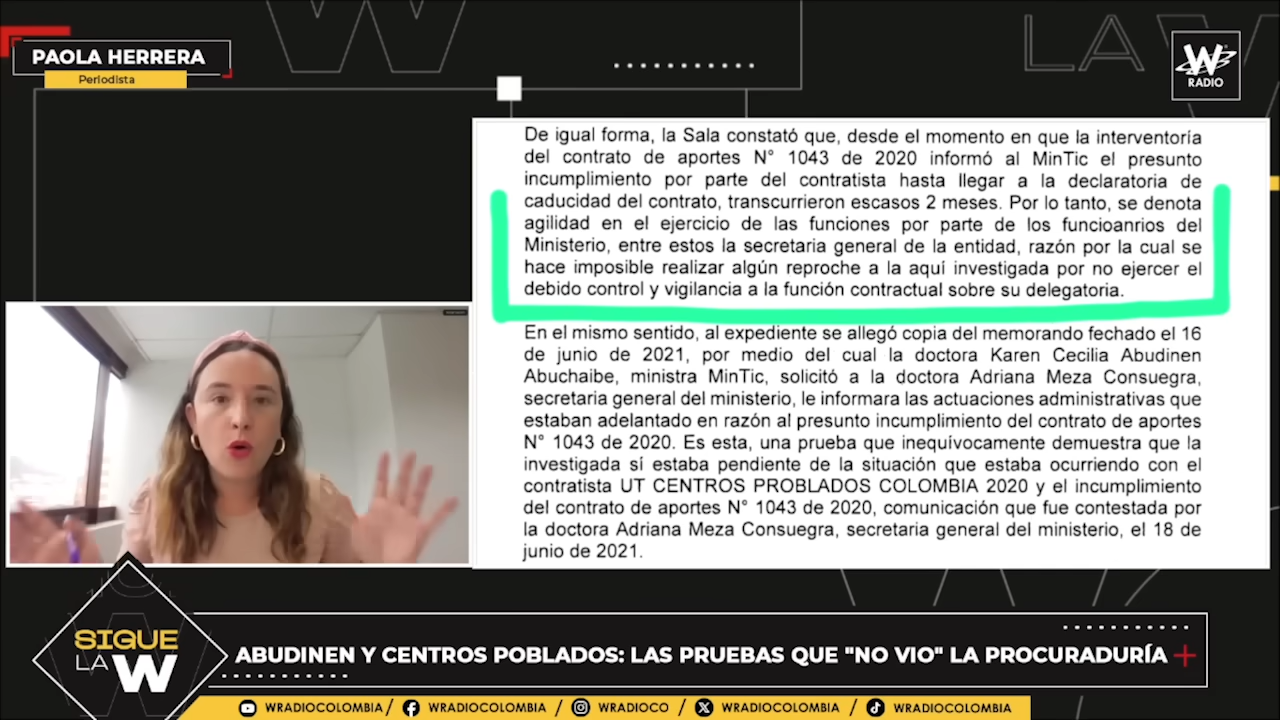 PAOLA HERRERA
Periodista
LA
W
RADIO
De igual forma, la Sala constató que, desde el momento en que la interventoría
del contrato de aportes N° 1043 de 2020 informó al MinTic el presunto
incumplimiento por parte del contratista hasta llegar a la declaratoria de
caducidad del contrato, transcurrieron escasos 2 meses. Por lo tanto, se denota
agilidad en el ejercicio de las funciones por parte de los funcioanrios del
Ministerio, entre estos la secretaria general de la entidad, razón por la cual se
hace imposible realizar algún reproche a la aquí investigada por no ejercer el
debido control y vigilancia a la función contractual sobre su delegatoria.
En el mismo sentido, al expediente se allegó copia del memorando fechado el 16
de junio de 2021, por medio del cual la doctora Karen Cecilia Abudinen
Abuchaibe, ministra MinTic, solicitó a la doctora Adriana Meza Consuegra,
secretaria general del ministerio, le informara las actuaciones administrativas que
estaban adelantado en razón al presunto incumplimiento del contrato de aportes
N° 1043 de 2020. Es esta, una prueba que inequívocamente demuestra que la
investigada sí estaba pendiente de la situación que estaba ocurriendo con el
contratista UT CENTROS PROBLADOS COLOMBIA 2020 y el incumplimiento
del contrato de aportes N° 1043 de 2020, comunicación que fue contestada por
la doctora Adriana Meza Consuegra, secretaria general del ministerio, el 18 de
junio de 2021.
SIGUE
LA W
ABUDINEN Y CENTROS POBLADOS: LAS PRUEBAS QUE "NO VIO" LA PROCURADURÍA
WRADIOCOLOMBIA / WRADIOCOLOMBIA / WRADIOCO / WRADIOCOLOMBIA / WRADIOCOLOMBIA